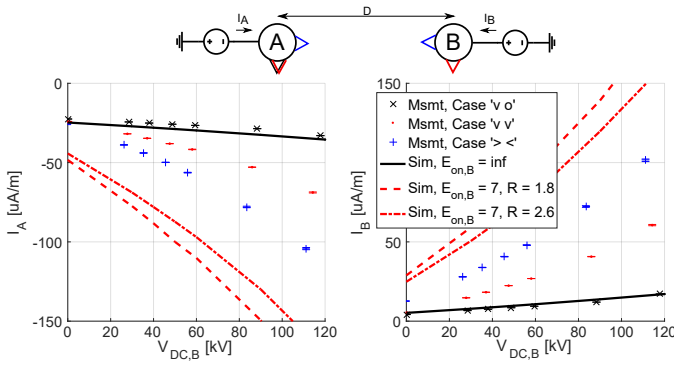 I_A
D
I_B
+ -
A
B
+ -
0
-50
-100
-150
I_A [uA/m]
0 20 40 60 80 100 120
V_DC,B [kV]
150
50
0
I_B [uA/m]
0 20 40 60 80 100 120
V_DC,B [kV]
Msmt, Case 'v o'
Msmt, Case 'v v'
Msmt, Case '> <'
Sim, E_on,B = inf
Sim, E_on,B = 7, R = 1.8
Sim, E_on,B = 7, R = 2.6